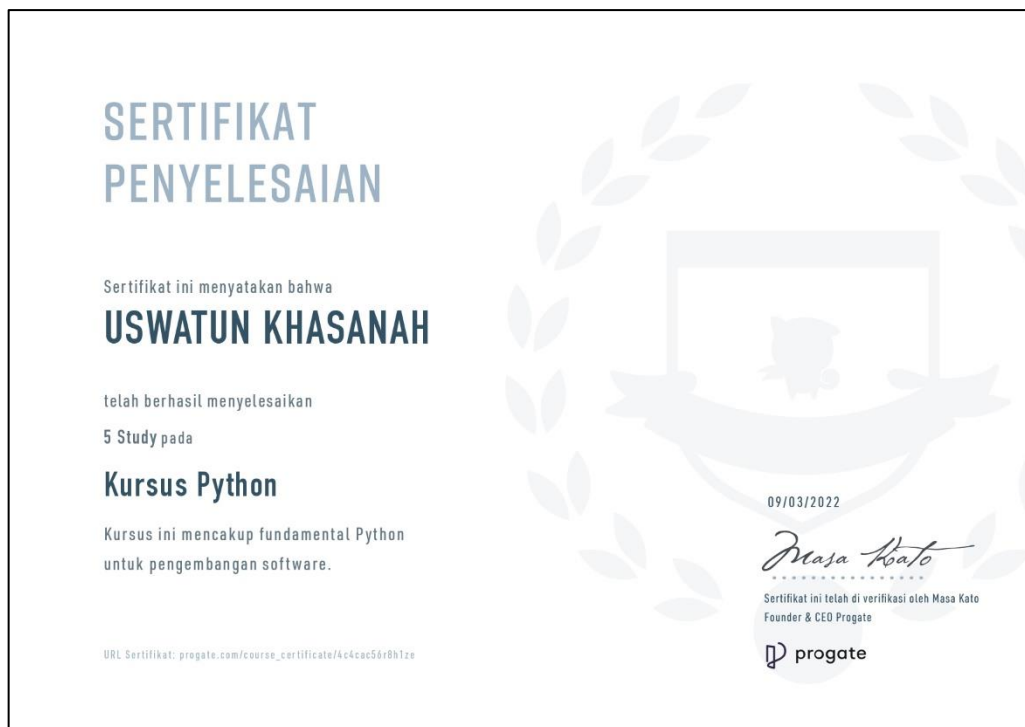 SERTIFIKAT
PENYELESAIAN
Sertifikat ini menyatakan bahwa
USWATUN KHASANAH
telah berhasil menyelesaikan
5 Study pada
Kursus Python
Kursus ini mencakup fundamental Python
untuk pengembangan software.
09/03/2022
Masa Kato
Sertifikat ini telah di verifikasi oleh Masa Kato
Founder & CEO Progate
URL Sertifikat: progate.com/course_certificate/4c4cac56r8h1ze
progate